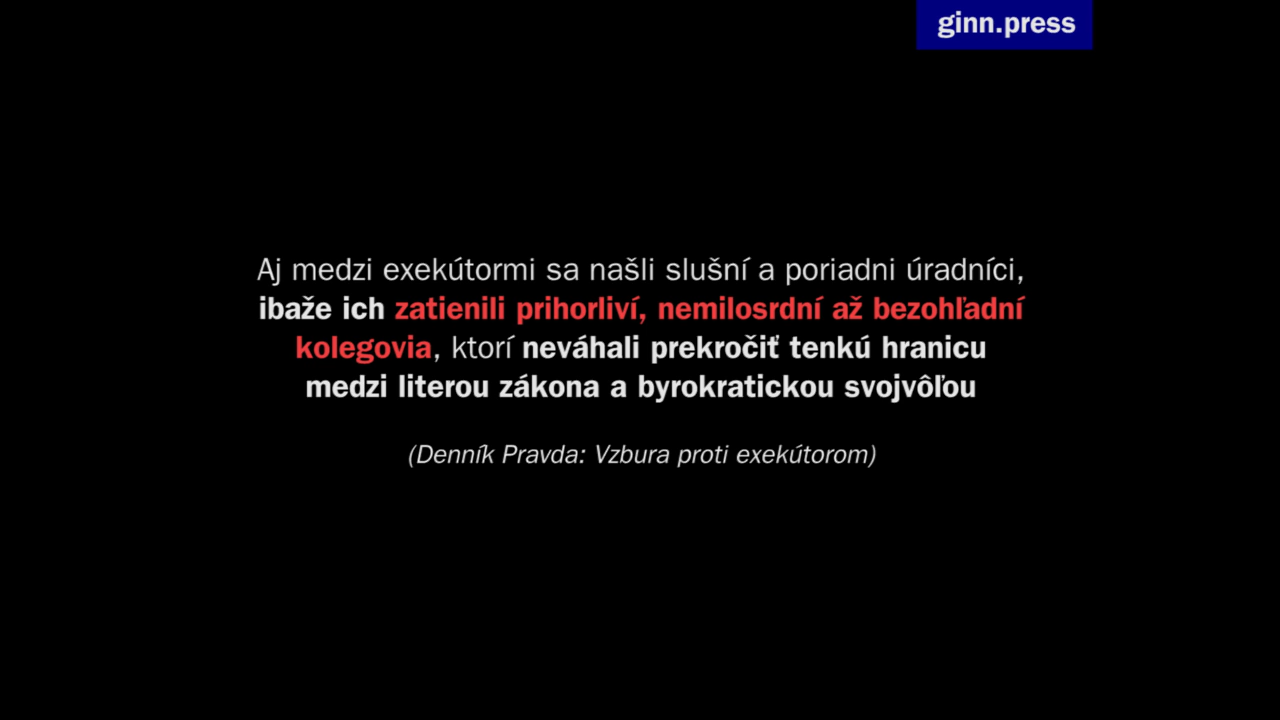 ginn.press
Aj medzi exekútormi sa našli slušní a poriadni úradníci,
ibaže ich zatienili prihorliví, nemilosrdní až bezohľadní
kolegovia, ktorí neváhali prekročiť tenkú hranicu
medzi literou zákona a byrokratickou svojvôľou
(Denník Pravda: Vzbura proti exekútorom)